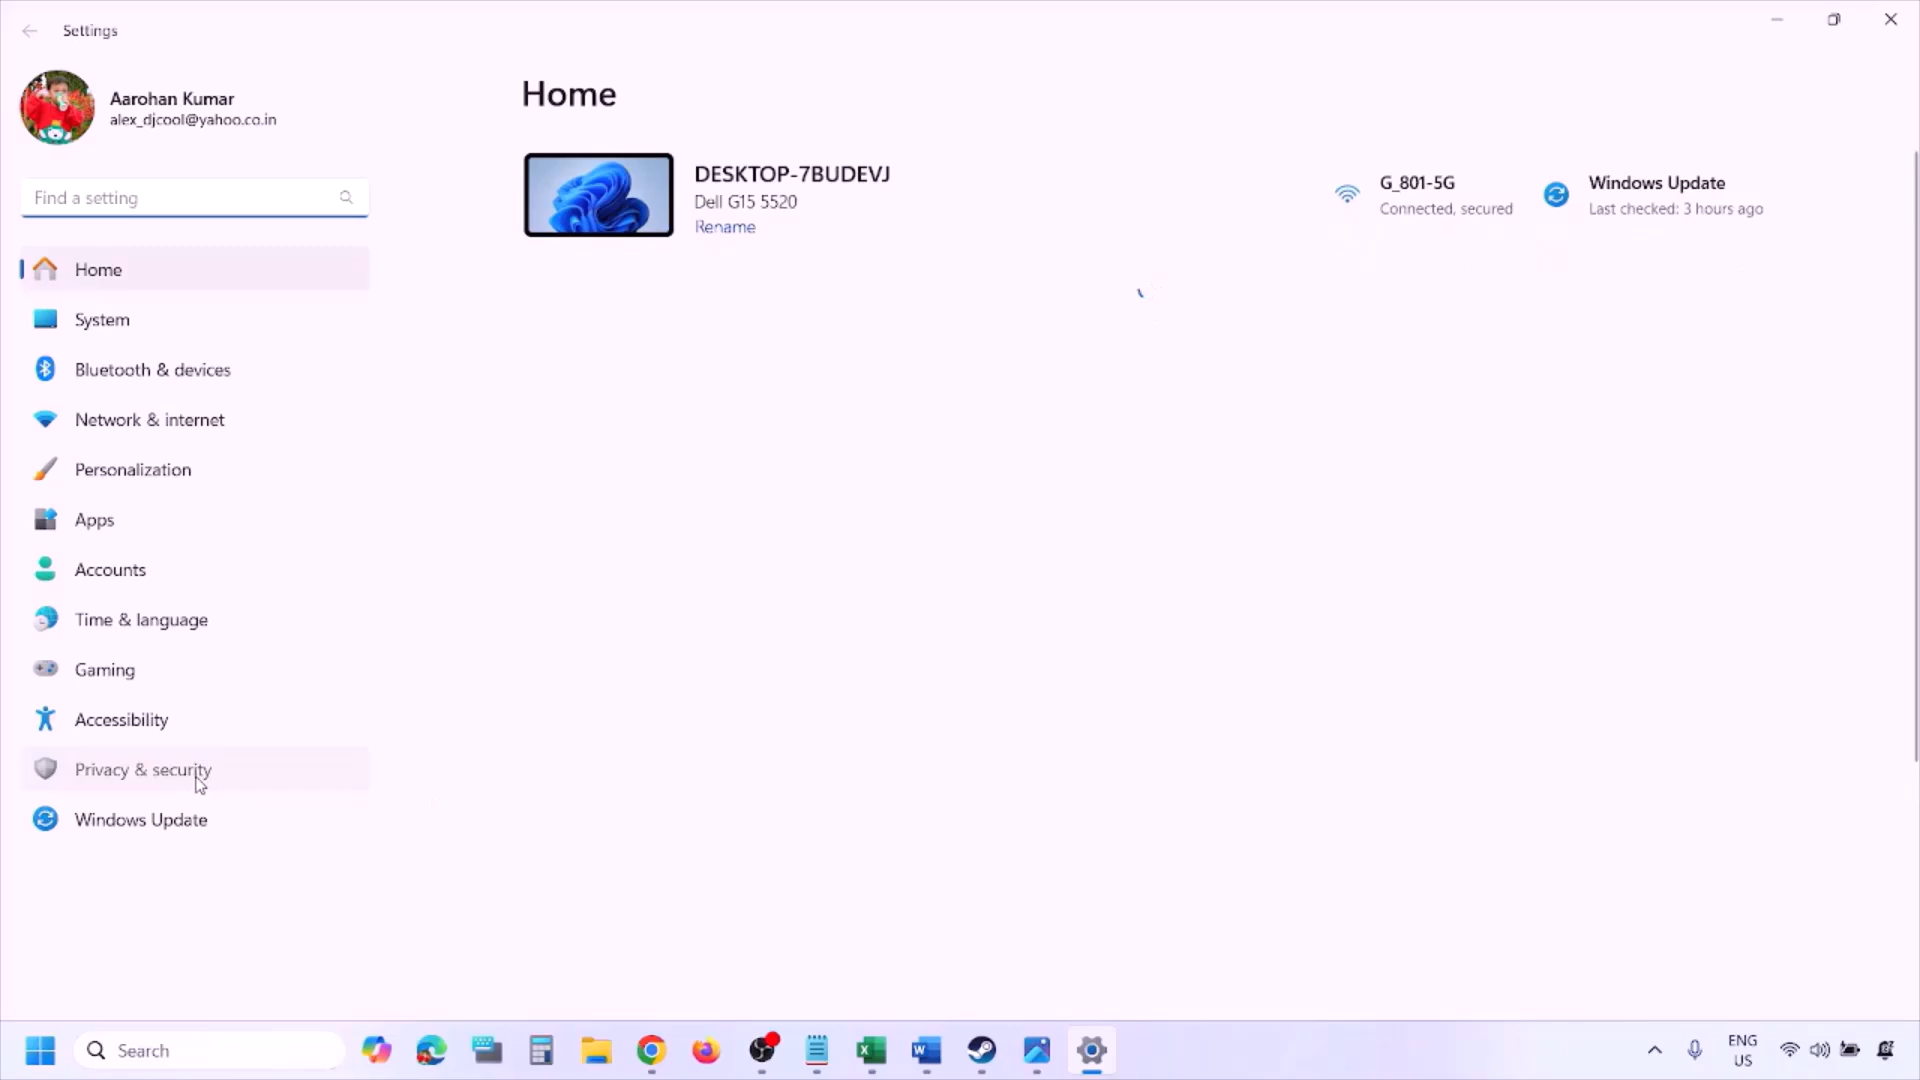 Settings
Aarohan Kumar
alex_djcool@yahoo.co.in
Find a setting
Home
System
Bluetooth & devices
Network & internet
Personalization
Apps
Accounts
Time & language
Gaming
Accessibility
Privacy & security
Windows Update
Home
DESKTOP-7BUDEVJ
Dell G15 5520
Rename
G_801-5G
Connected, secured
Windows Update
Last checked: 3 hours ago
Search
ENG
US